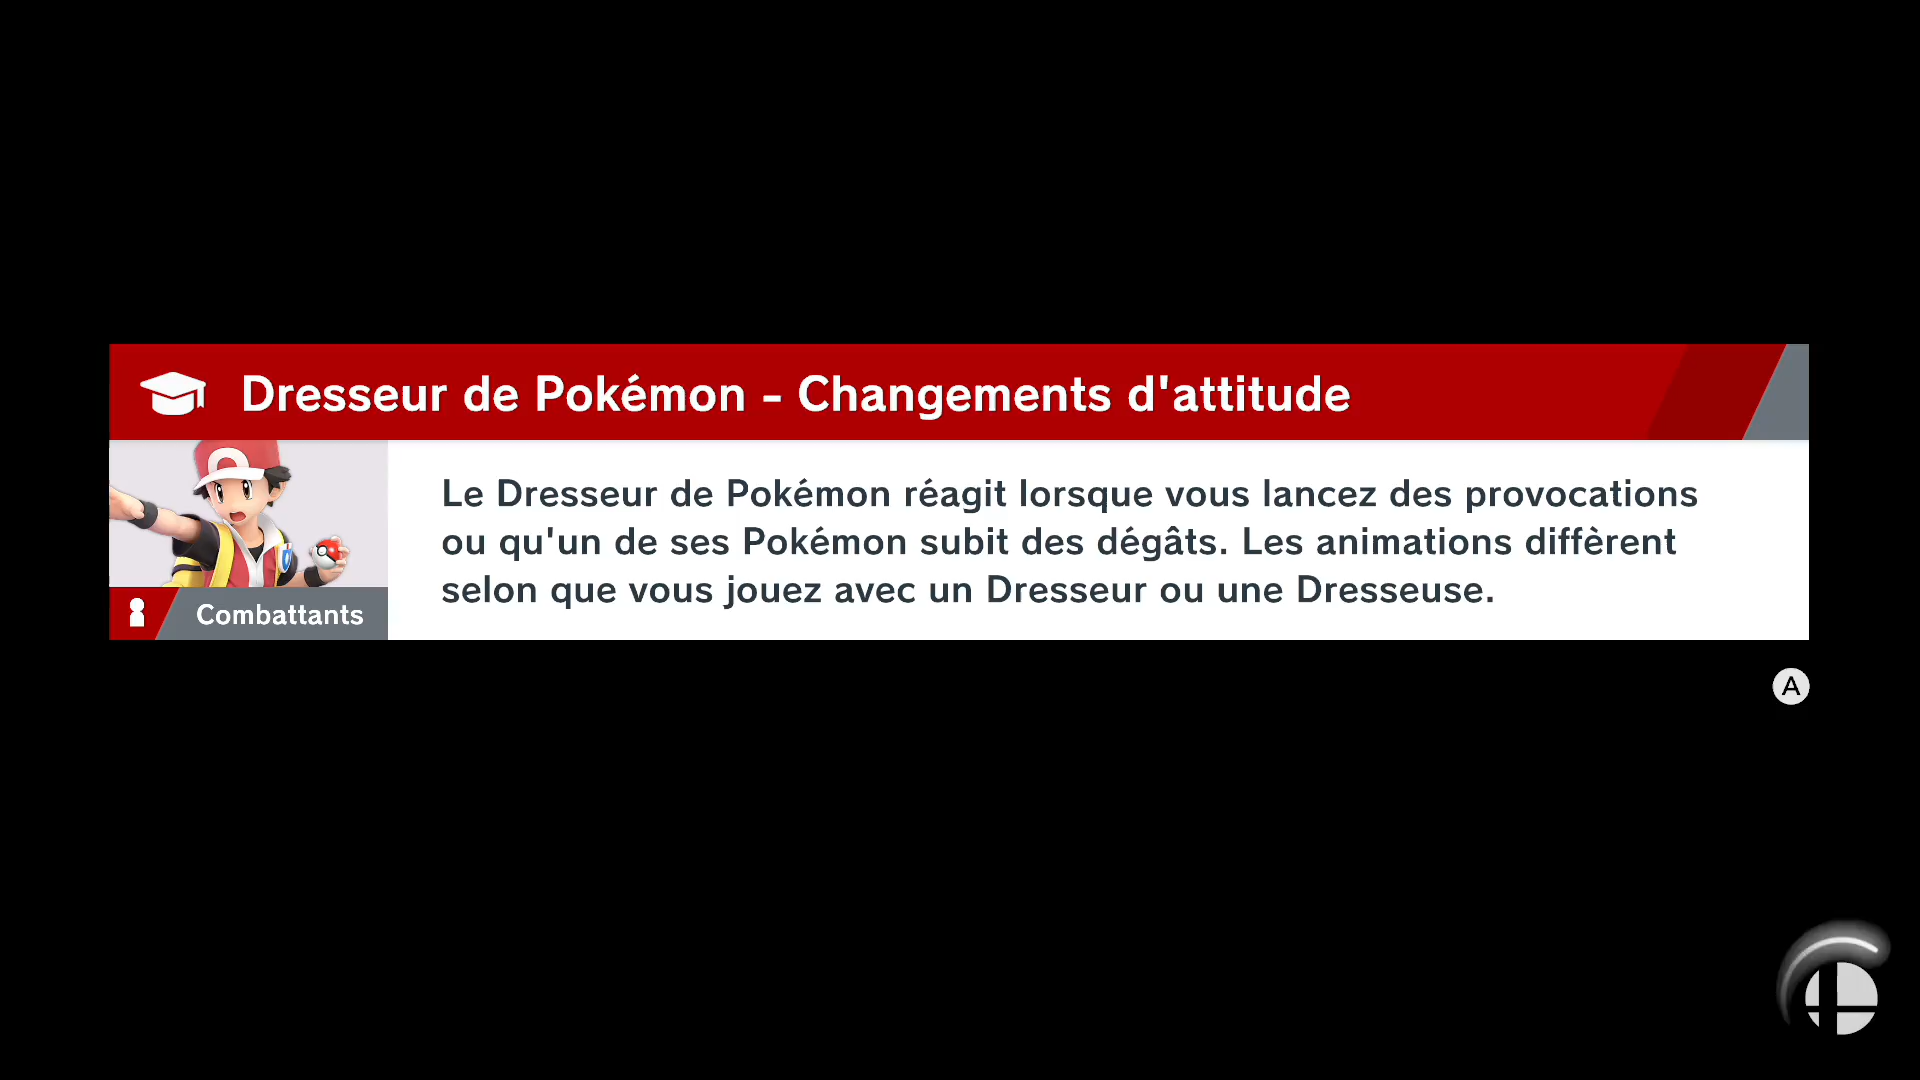 Dresseur de Pokémon - Changements d'attitude
Le Dresseur de Pokémon réagit lorsque vous lancez des provocations
ou qu'un de ses Pokémon subit des dégâts. Les animations diffèrent
selon que vous jouez avec un Dresseur ou une Dresseuse.
Combattants
A